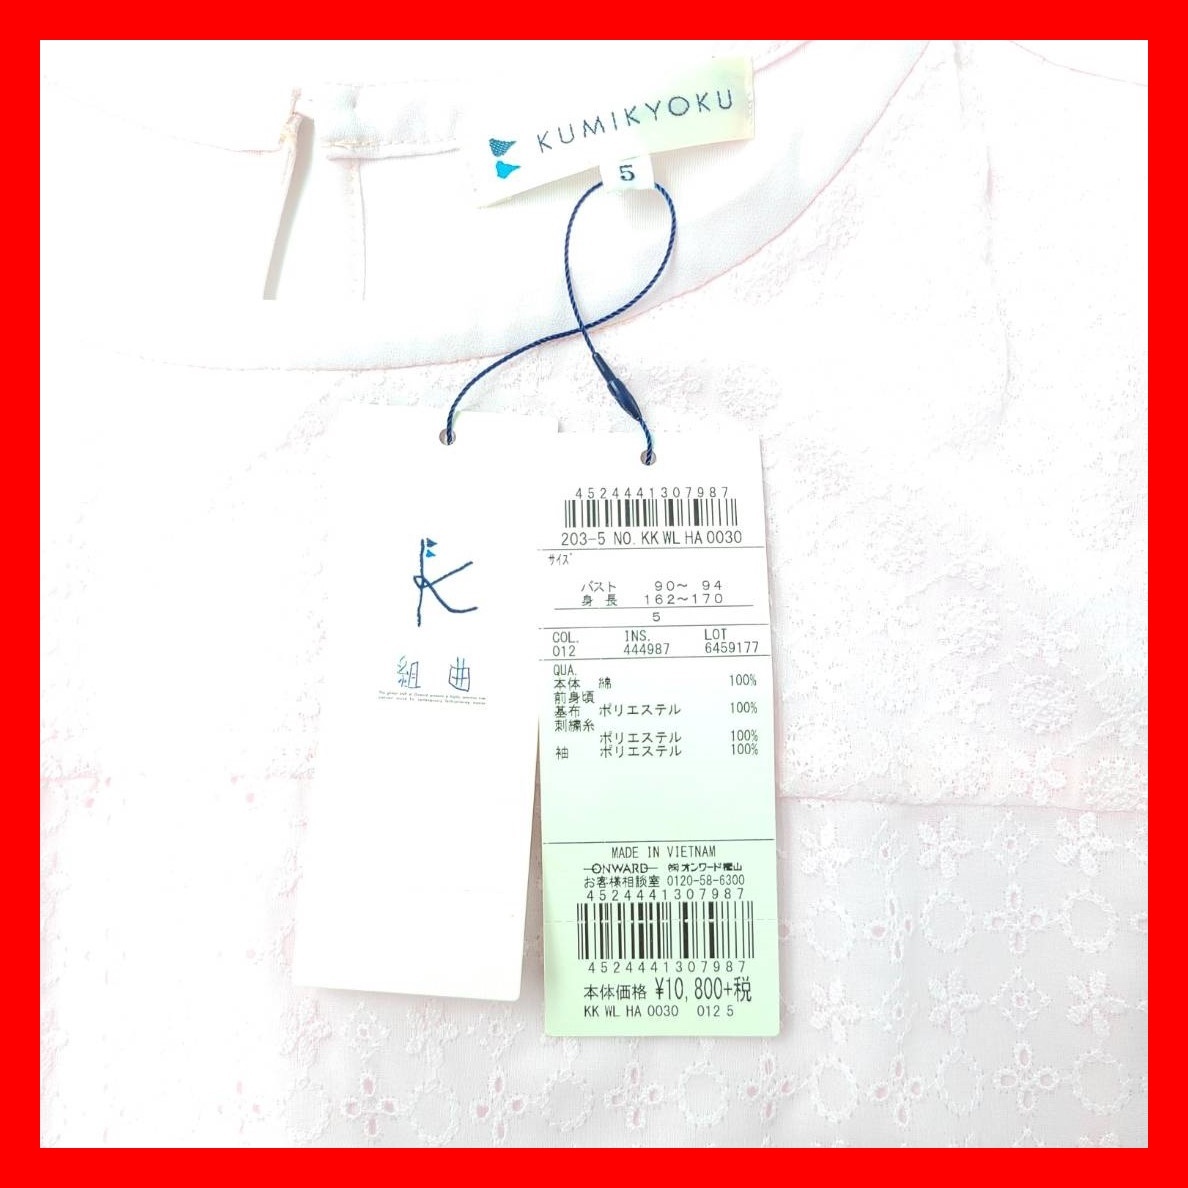 KUMIKYOKU
5
組曲
4524441307987
203-5 NO. KK WL HA 0030
サイズ
バスト 90～ 94
身 長 162～170
5
COL. INS. LOT
012 444987 6459177
QUA.
本体 綿 100%
前身頃
基布 ポリエステル 100%
刺繍糸
ポリエステル 100%
袖 ポリエステル 100%
MADE IN VIETNAM
ONWARD ㈱オンワード樫山
お客様相談室 0120-58-6300
4524441307987
4524441307987
本体価格 ¥10,800+税
KK WL HA 0030 012 5